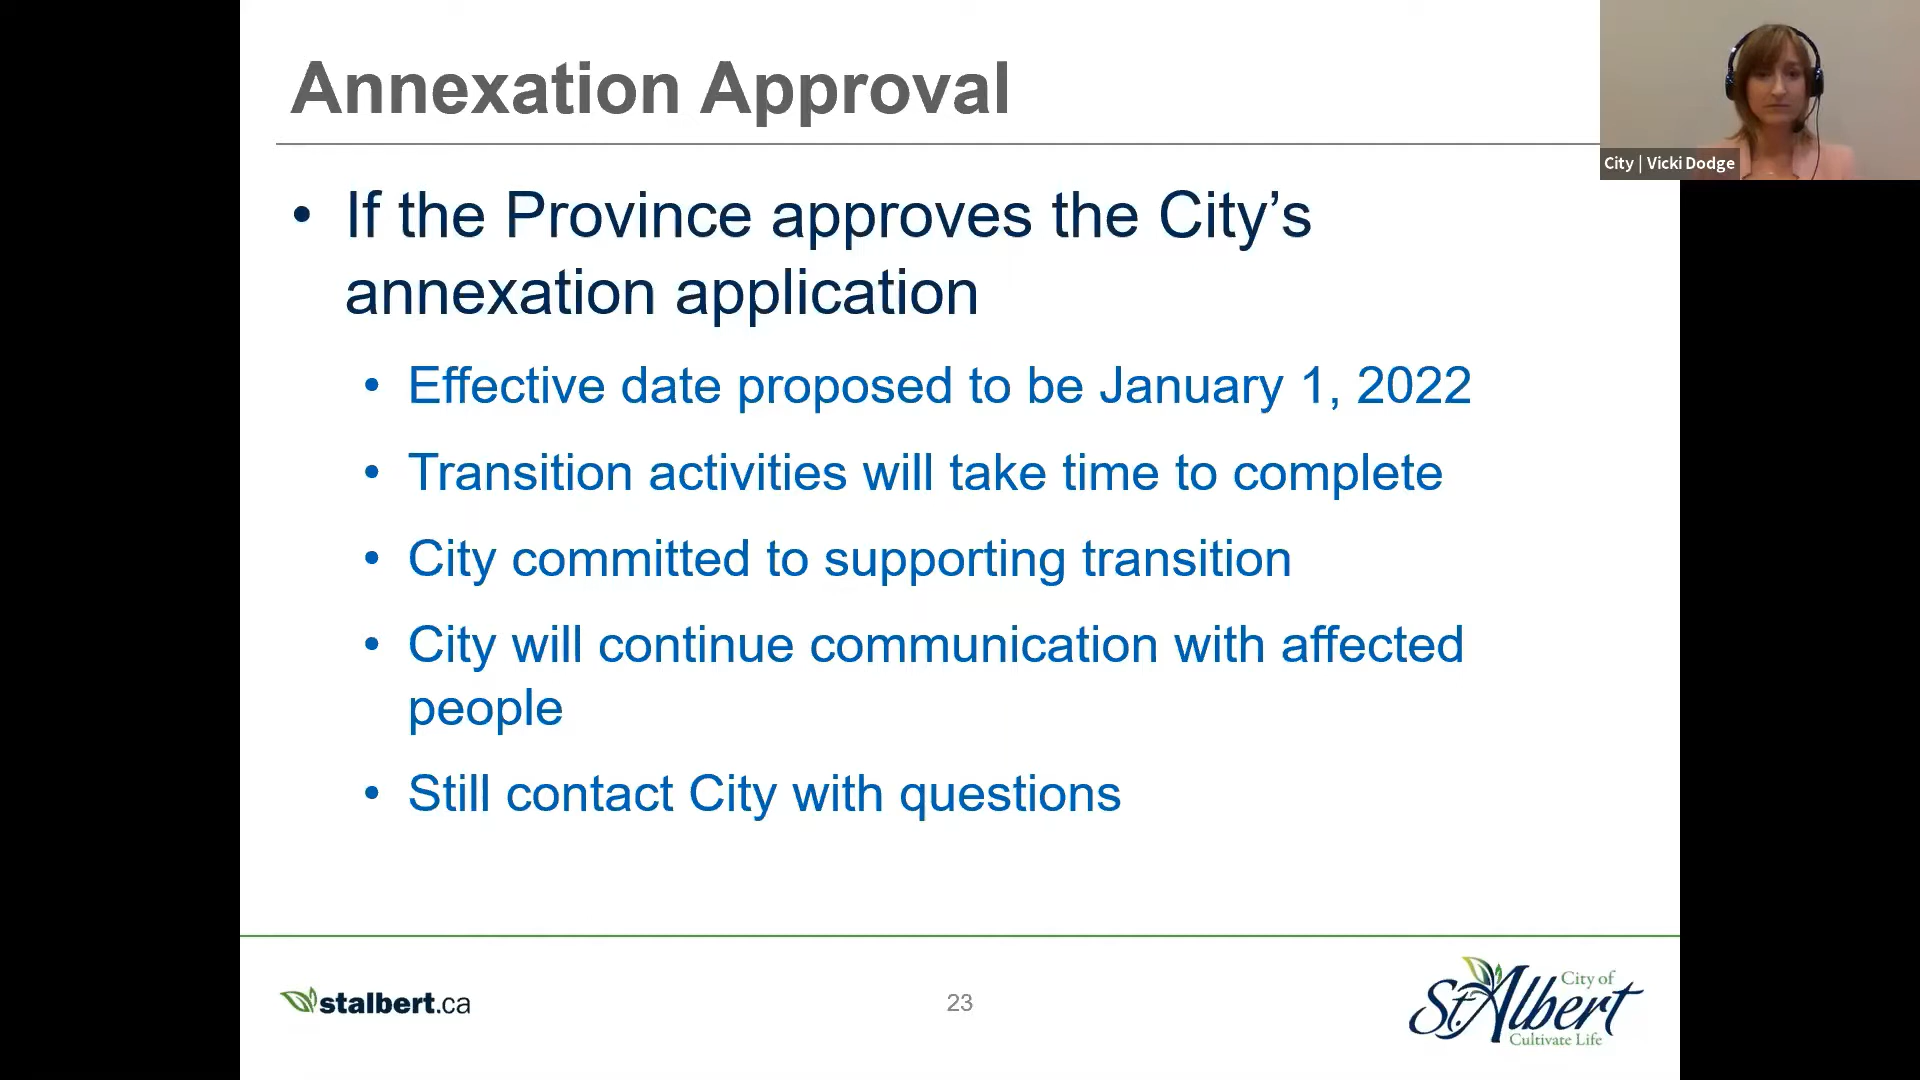 Annexation Approval
City | Vicki Dodge
• If the Province approves the City’s
annexation application
• Effective date proposed to be January 1, 2022
• Transition activities will take time to complete
• City committed to supporting transition
• City will continue communication with affected
people
• Still contact City with questions
stalbert.ca
23
City of
St. Albert
Cultivate Life